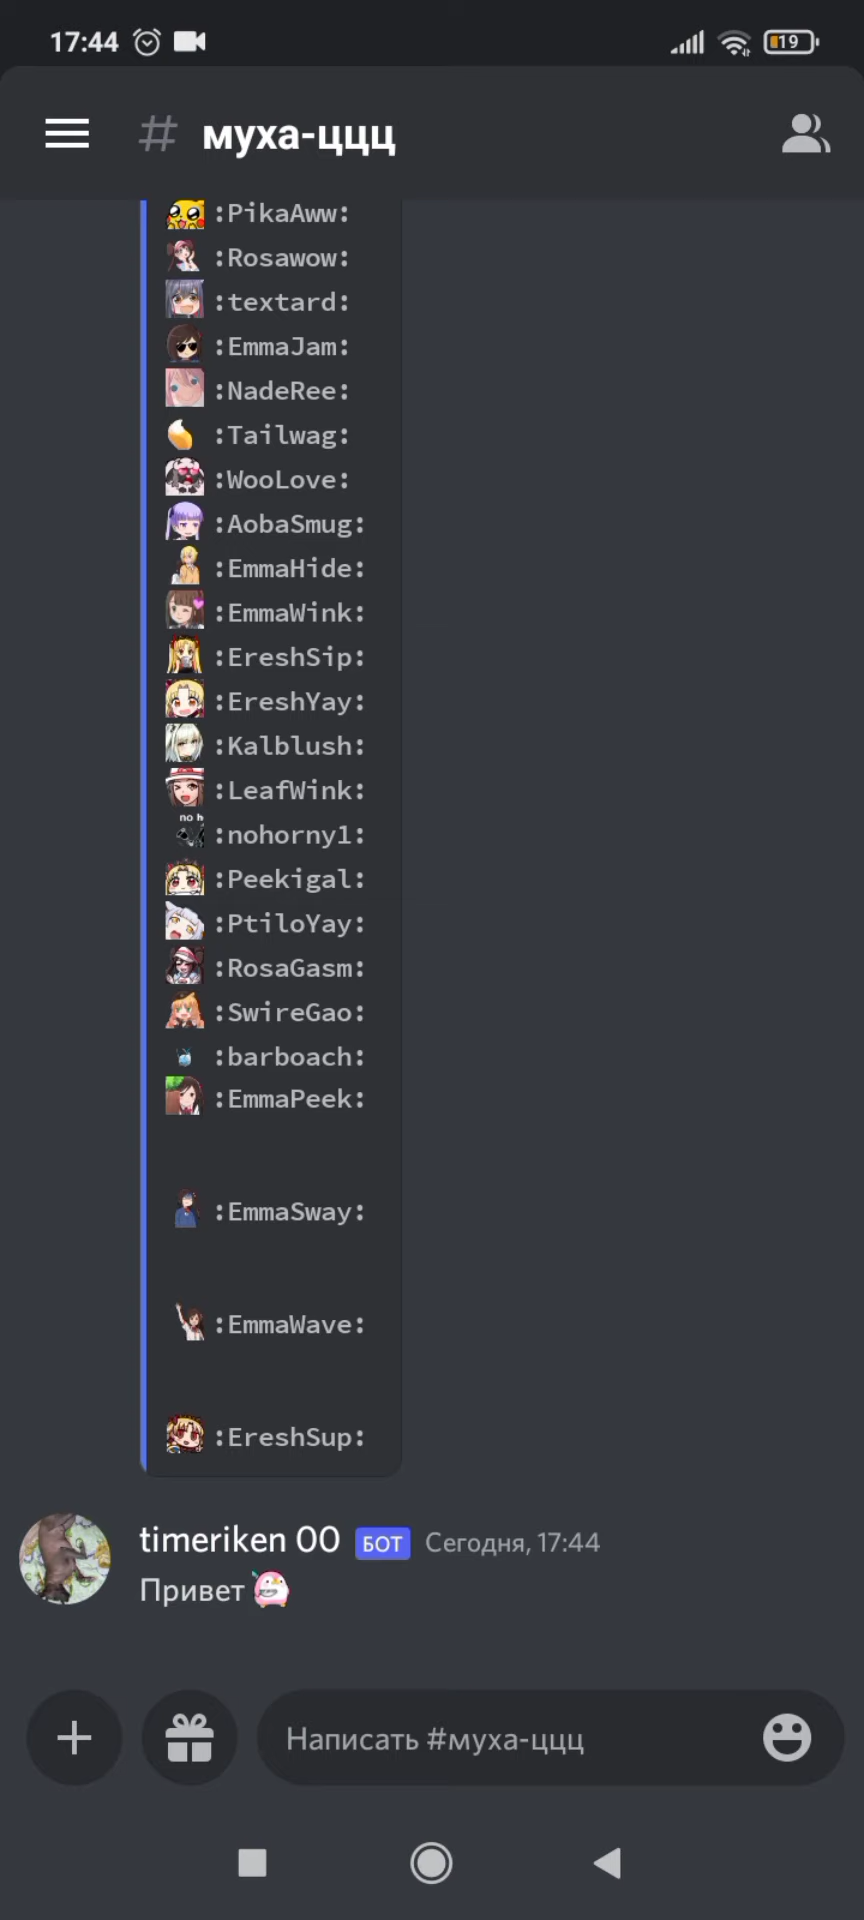 17:44
19
# муха-ццц
:PikaAww:
:Rosawow:
:textard:
:EmmaJam:
:NadeRee:
:Tailwag:
:WooLove:
:AobaSmug:
:EmmaHide:
:EmmaWink:
:EreshSip:
:EreshYay:
:Kalblush:
:LeafWink:
no h
:nohorny1:
:Peekigal:
:PtiloYay:
:RosaGasm:
:SwireGao:
:barboach:
:EmmaPeek:
:EmmaSway:
:EmmaWave:
:EreshSup:
timeriken 00 БОТ Сегодня, 17:44
Привет
Написать #муха-ццц